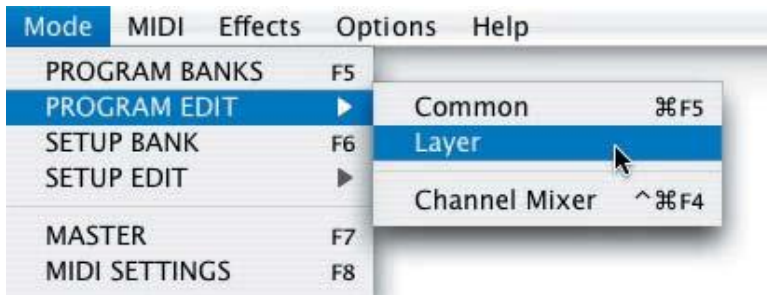 Mode MIDI Effects Options Help
PROGRAM BANKS F5
PROGRAM EDIT
SETUP BANK F6
SETUP EDIT
MASTER F7
MIDI SETTINGS F8
Common ⌘F5
Layer
Channel Mixer ^⌘F4